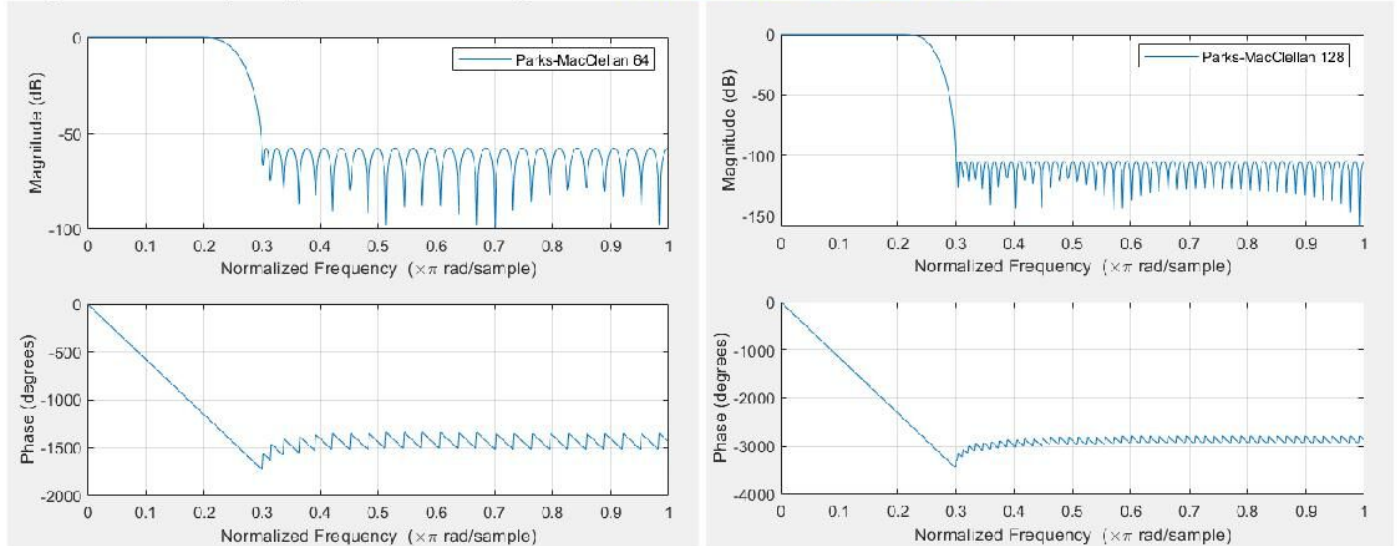 Parks-MacClellan 64
Magnitude (dB)
0
-50
-100
0 0.1 0.2 0.3 0.4 0.5 0.6 0.7 0.8 0.9 1
Normalized Frequency (×π rad/sample)
Parks-MacClellan 128
Magnitude (dB)
0
-50
-100
-150
0 0.1 0.2 0.3 0.4 0.5 0.6 0.7 0.8 0.9 1
Normalized Frequency (×π rad/sample)
Phase (degrees)
0
-500
-1000
-1500
-2000
0 0.1 0.2 0.3 0.4 0.5 0.6 0.7 0.8 0.9 1
Normalized Frequency (×π rad/sample)
Phase (degrees)
0
-1000
-2000
-3000
-4000
0 0.1 0.2 0.3 0.4 0.5 0.6 0.7 0.8 0.9 1
Normalized Frequency (×π rad/sample)